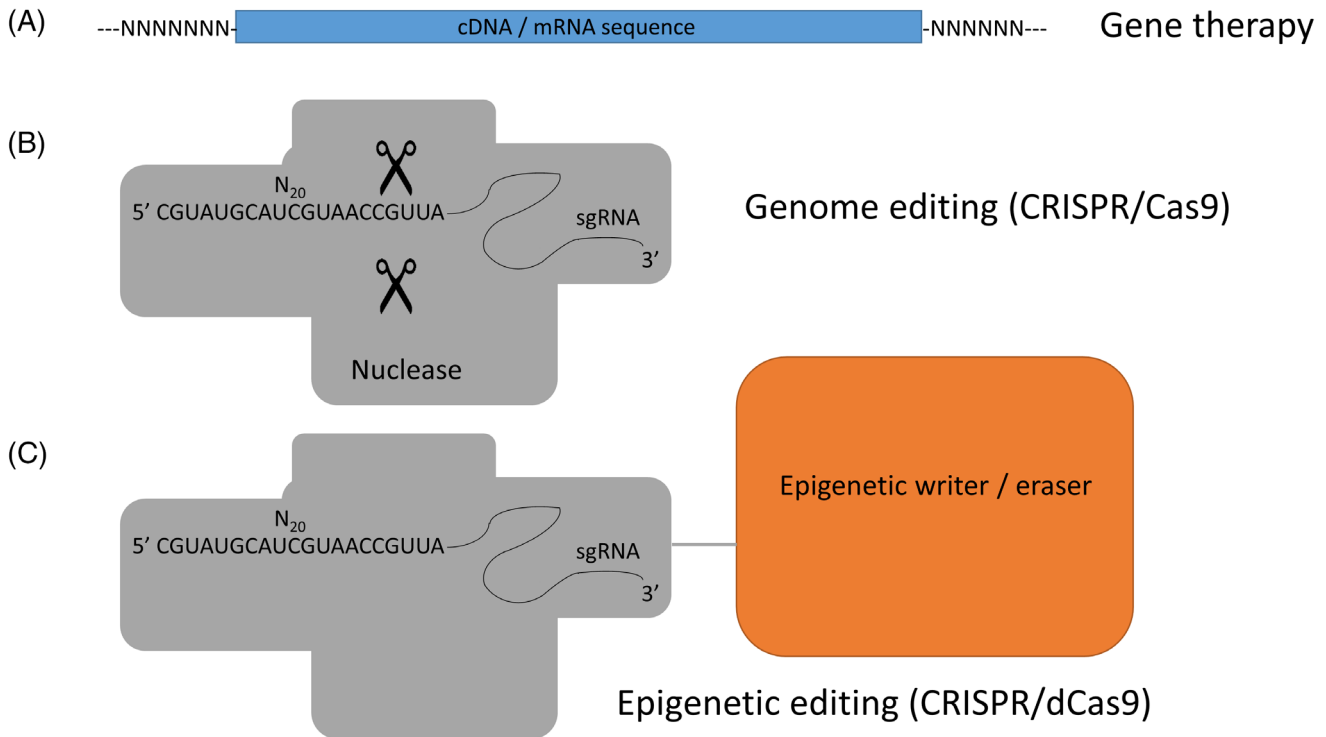 (A)
---NNNNNNN-
cDNA / mRNA sequence
-NNNNNN---
Gene therapy
(B)
N20
5’ CGUAUGCAUCGUAACCGUUA
sgRNA
3’
Nuclease
Genome editing (CRISPR/Cas9)
(C)
N20
5’ CGUAUGCAUCGUAACCGUUA
sgRNA
3’
Epigenetic writer / eraser
Epigenetic editing (CRISPR/dCas9)